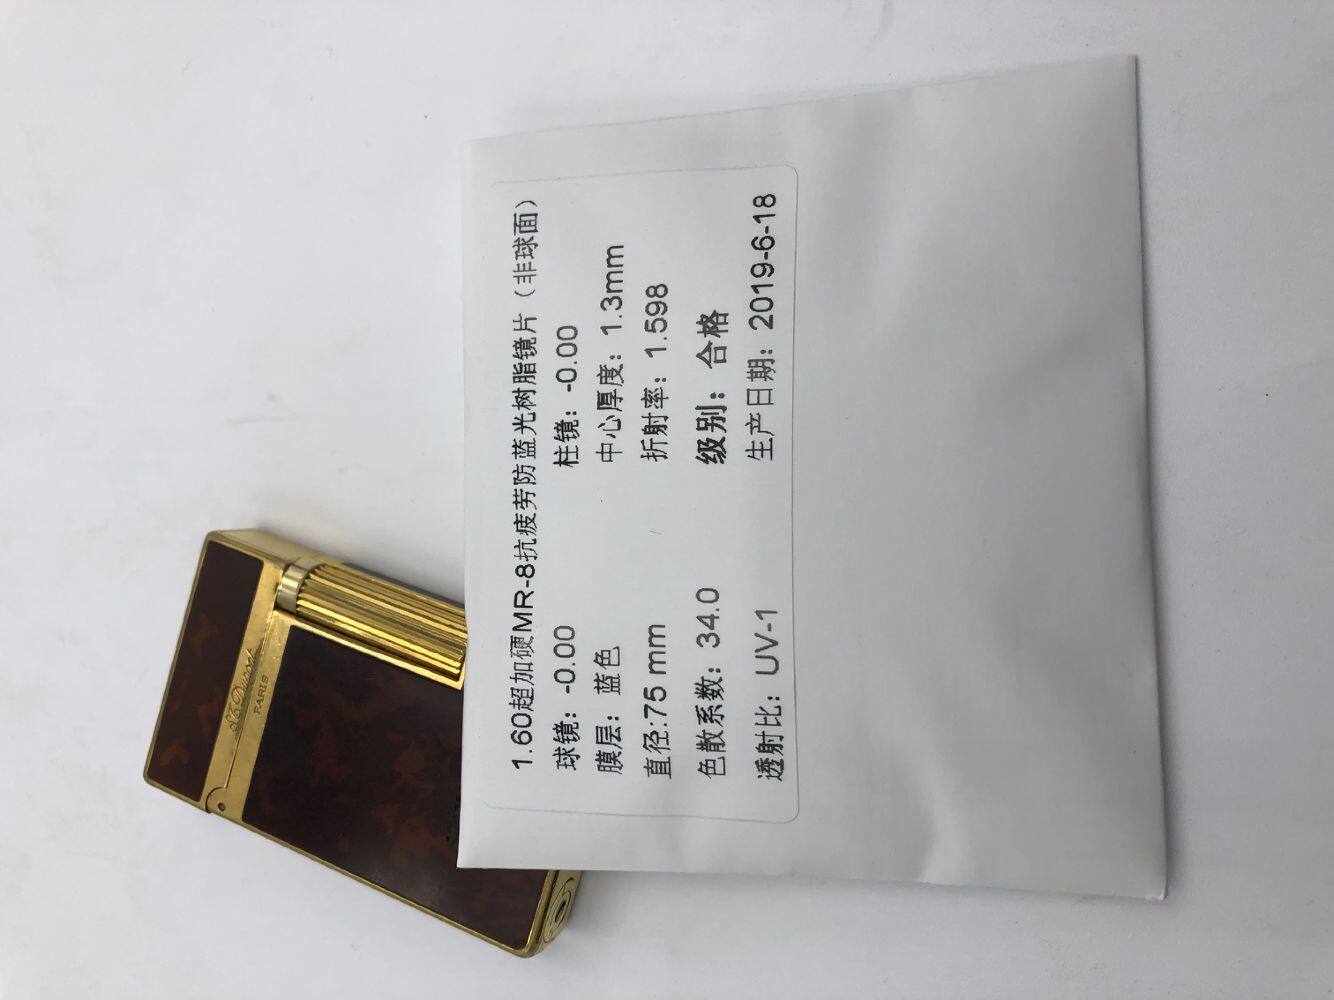 1.60超加硬MR-8抗疲劳防蓝光树脂镜片（非球面）
球镜：-0.00 柱镜：-0.00
膜层：蓝色 中心厚度：1.3mm
直径:75 mm 折射率：1.598
色散系数：34.0 级别：合格
透射比：UV-1 生产日期：2019-6-18
S.T.Dupont
PARIS